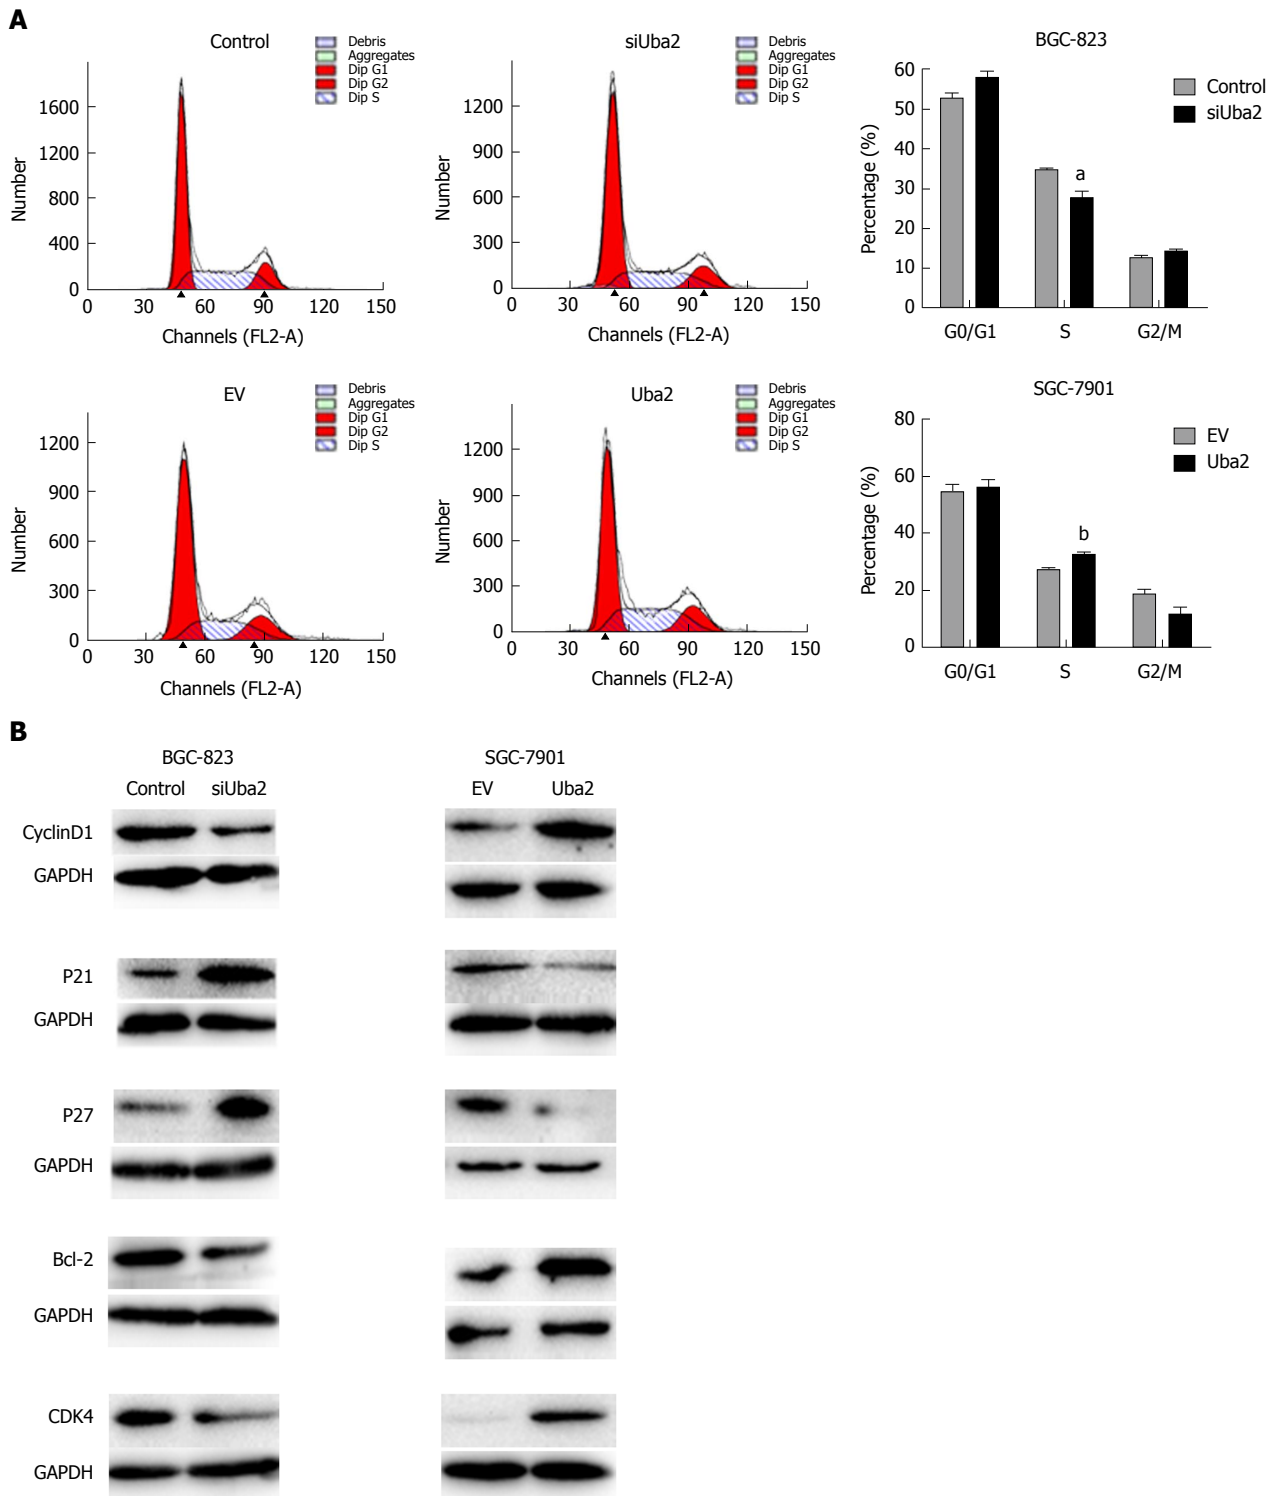 A
Control
Debris
Aggregates
Dip G1
Dip G2
Dip S
1600
1200
800
400
0
Number
0 30 60 90 120 150
Channels (FL2-A)
siUba2
Debris
Aggregates
Dip G1
Dip G2
Dip S
1200
900
600
300
0
Number
0 30 60 90 120 150
Channels (FL2-A)
BGC-823
Control
siUba2
60
50
40
30
20
10
0
Percentage (%)
a
G0/G1 S G2/M
EV
Debris
Aggregates
Dip G1
Dip G2
Dip S
1200
900
600
300
0
Number
0 30 60 90 120 150
Channels (FL2-A)
Uba2
Debris
Aggregates
Dip G1
Dip G2
Dip S
1200
900
600
300
0
Number
0 30 60 90 120 150
Channels (FL2-A)
SGC-7901
EV
Uba2
80
60
40
20
0
Percentage (%)
b
G0/G1 S G2/M
B
BGC-823 SGC-7901
Control siUba2 EV Uba2
CyclinD1
GAPDH
P21
GAPDH
P27
GAPDH
Bcl-2
GAPDH
CDK4
GAPDH